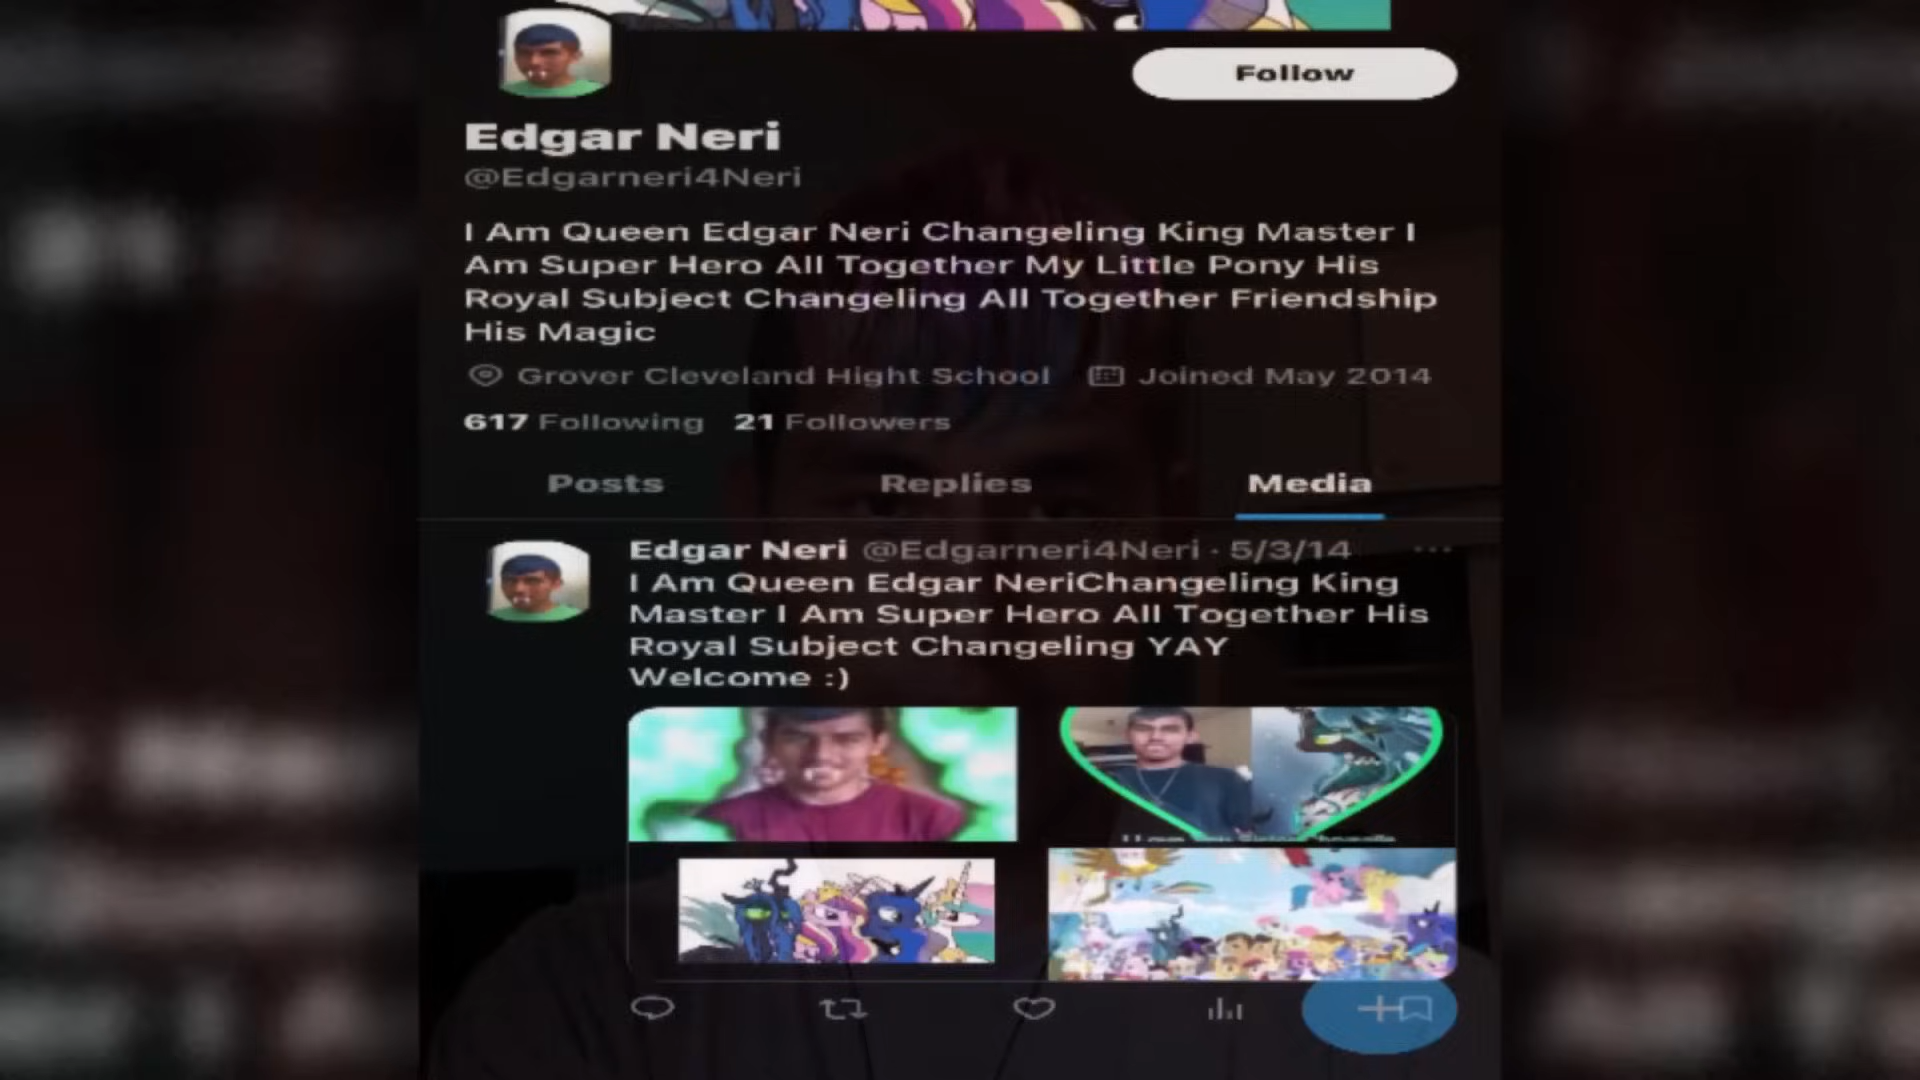 Follow
Edgar Neri
@Edgarneri4Neri
I Am Queen Edgar Neri Changeling King Master I
Am Super Hero All Together My Little Pony His
Royal Subject Changeling All Together Friendship
His Magic
Grover Cleveland Hight School Joined May 2014
617 Following 21 Followers
Posts Replies Media
Edgar Neri @Edgarneri4Neri · 5/3/14 ...
I Am Queen Edgar NeriChangeling King
Master I Am Super Hero All Together His
Royal Subject Changeling YAY
Welcome :)